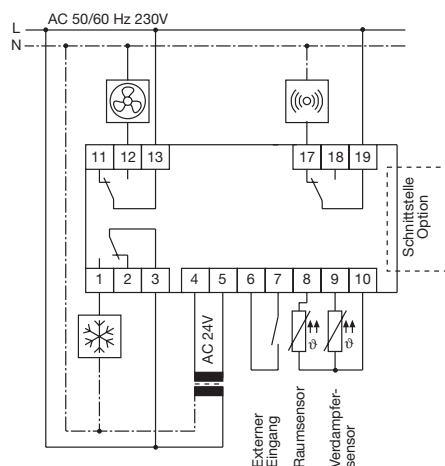 AC 50/60 Hz 230V
L
N
11 12 13
17 18 19
Schnittstelle
Option
1 2 3 4 5 6 7 8 9 10
AC 24V
ϑ ϑ
Externer
Eingang
Raumsensor
Verdampfer-
sensor